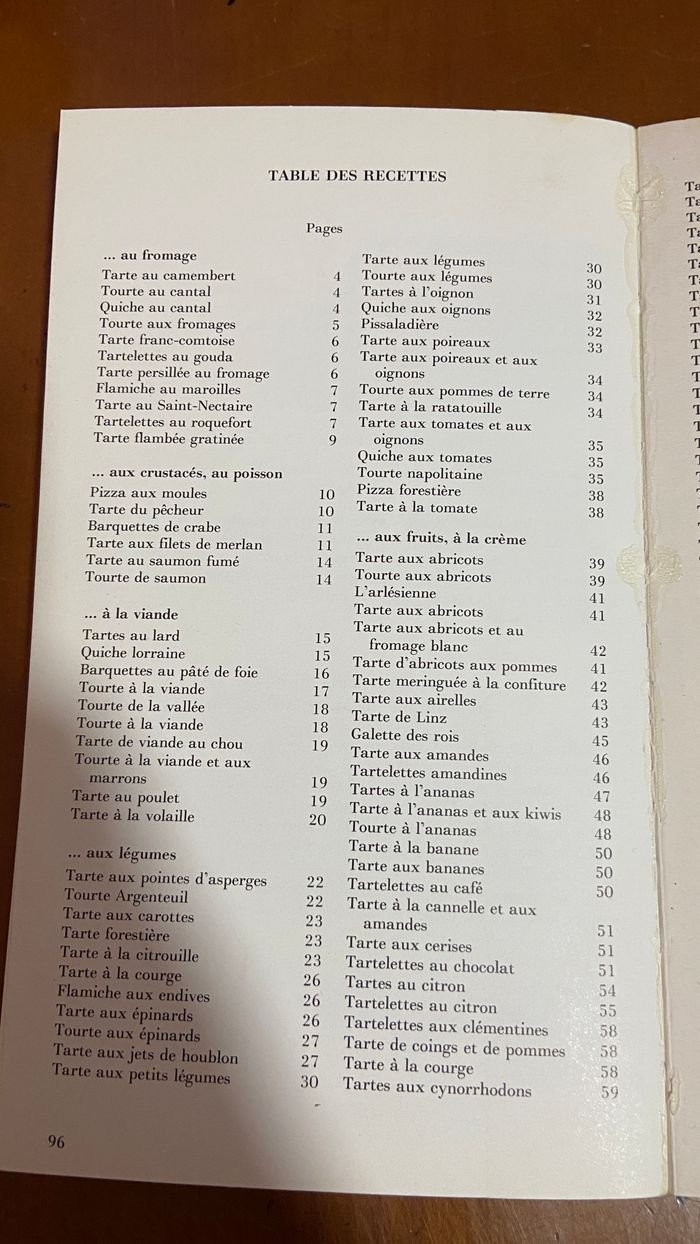 TABLE DES RECETTES
Pages
... au fromage
Tarte au camembert 4
Tourte au cantal 4
Quiche au cantal 4
Tourte aux fromages 5
Tarte franc-comtoise 6
Tartelettes au gouda 6
Tarte persillée au fromage 6
Flamiche au maroilles 7
Tarte au Saint-Nectaire 7
Tartelettes au roquefort 7
Tarte flambée gratinée 9
... aux crustacés, au poisson
Pizza aux moules 10
Tarte du pêcheur 10
Barquettes de crabe 11
Tarte aux filets de merlan 11
Tarte au saumon fumé 14
Tourte de saumon 14
... à la viande
Tartes au lard 15
Quiche lorraine 15
Barquettes au pâté de foie 16
Tourte à la viande 17
Tourte de la vallée 18
Tourte à la viande 18
Tarte de viande au chou 19
Tourte à la viande et aux
marrons 19
Tarte au poulet 19
Tarte à la volaille 20
... aux légumes
Tarte aux pointes d'asperges 22
Tourte Argenteuil 22
Tarte aux carottes 23
Tarte forestière 23
Tarte à la citrouille 23
Tarte à la courge 26
Flamiche aux endives 26
Tarte aux épinards 26
Tourte aux épinards 27
Tarte aux jets de houblon 27
Tarte aux petits légumes 30
Tarte aux légumes 30
Tourte aux légumes 30
Tartes à l'oignon 31
Quiche aux oignons 32
Pissaladière 32
Tarte aux poireaux 33
Tarte aux poireaux et aux
oignons 34
Tourte aux pommes de terre 34
Tarte à la ratatouille 34
Tarte aux tomates et aux
oignons 35
Quiche aux tomates 35
Tourte napolitaine 35
Pizza forestière 38
Tarte à la tomate 38
... aux fruits, à la crème
Tarte aux abricots 39
Tourte aux abricots 39
L'arlésienne 41
Tarte aux abricots 41
Tarte aux abricots et au
fromage blanc 42
Tarte d'abricots aux pommes 41
Tarte meringuée à la confiture 42
Tarte aux airelles 43
Tarte de Linz 43
Galette des rois 45
Tarte aux amandes 46
Tartelettes amandines 46
Tartes à l'ananas 47
Tarte à l'ananas et aux kiwis 48
Tourte à l'ananas 48
Tarte à la banane 50
Tarte aux bananes 50
Tartelettes au café 50
Tarte à la cannelle et aux
amandes 51
Tarte aux cerises 51
Tartelettes au chocolat 51
Tartes au citron 54
Tartelettes au citron 55
Tartelettes aux clémentines 58
Tarte de coings et de pommes 58
Tarte à la courge 58
Tartes aux cynorrhodons 59
96